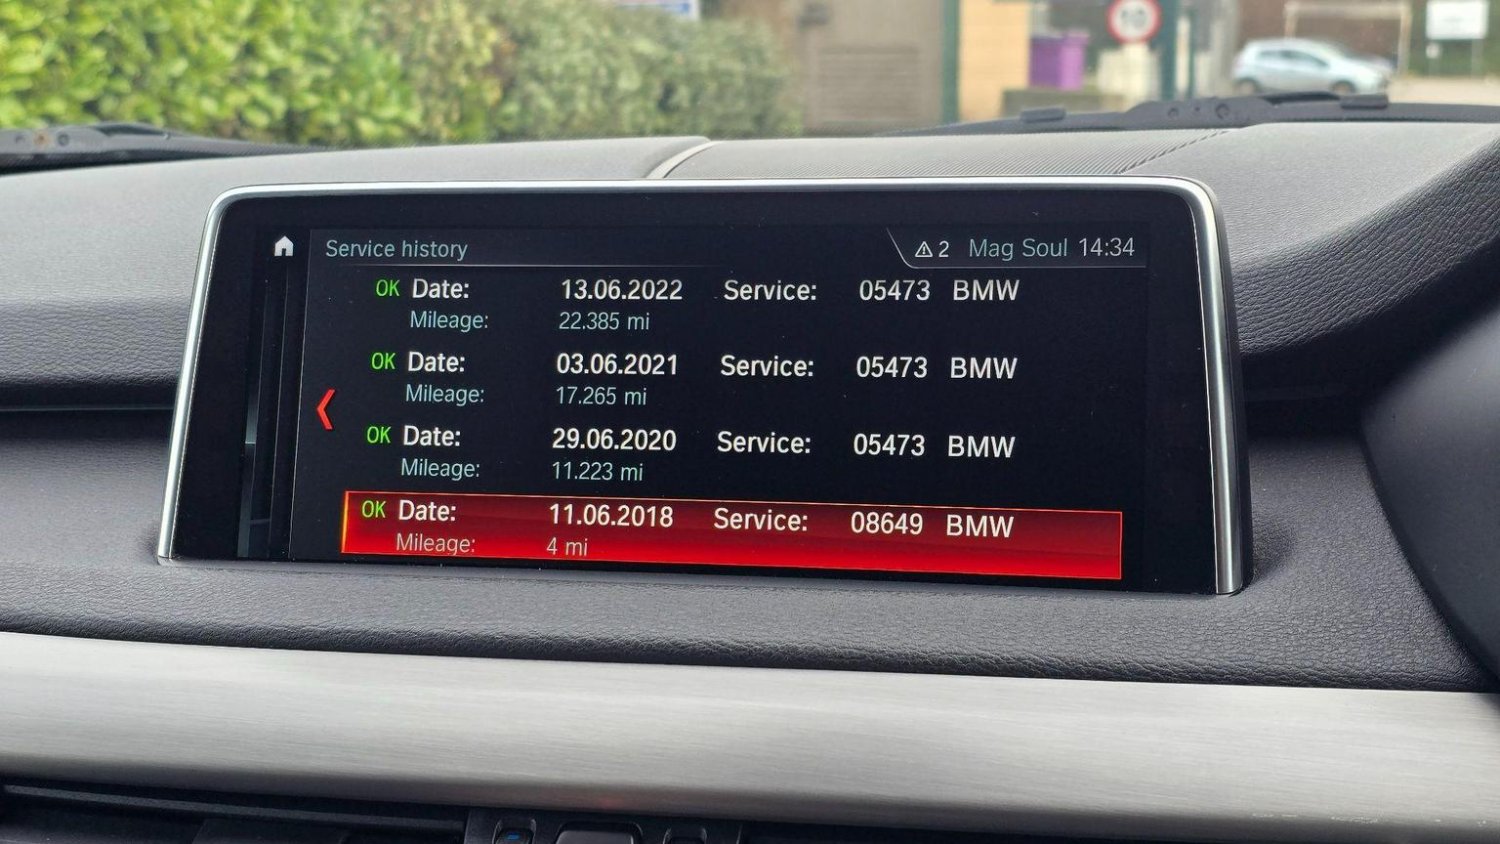 10
Service history 2 Mag Soul 14:34
OK Date: 13.06.2022 Service: 05473 BMW
Mileage: 22.385 mi
OK Date: 03.06.2021 Service: 05473 BMW
Mileage: 17.265 mi
OK Date: 29.06.2020 Service: 05473 BMW
Mileage: 11.223 mi
OK Date: 11.06.2018 Service: 08649 BMW
Mileage: 4 mi